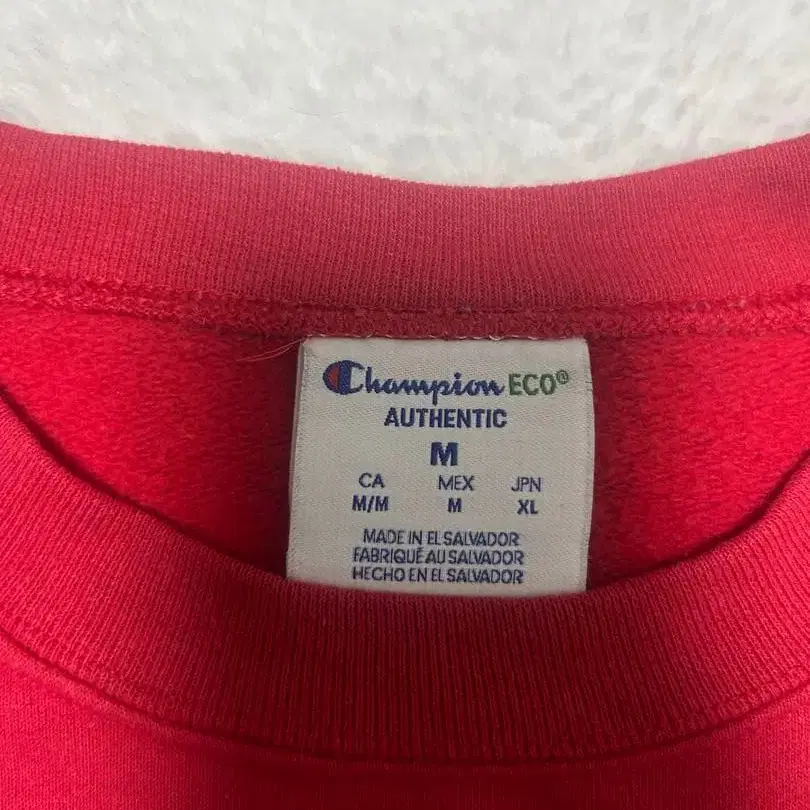 Champion ECO®
AUTHENTIC
M
CA MEX JPN
M/M M XL
MADE IN EL SALVADOR
FABRIQUÉ AU SALVADOR
HECHO EN EL SALVADOR